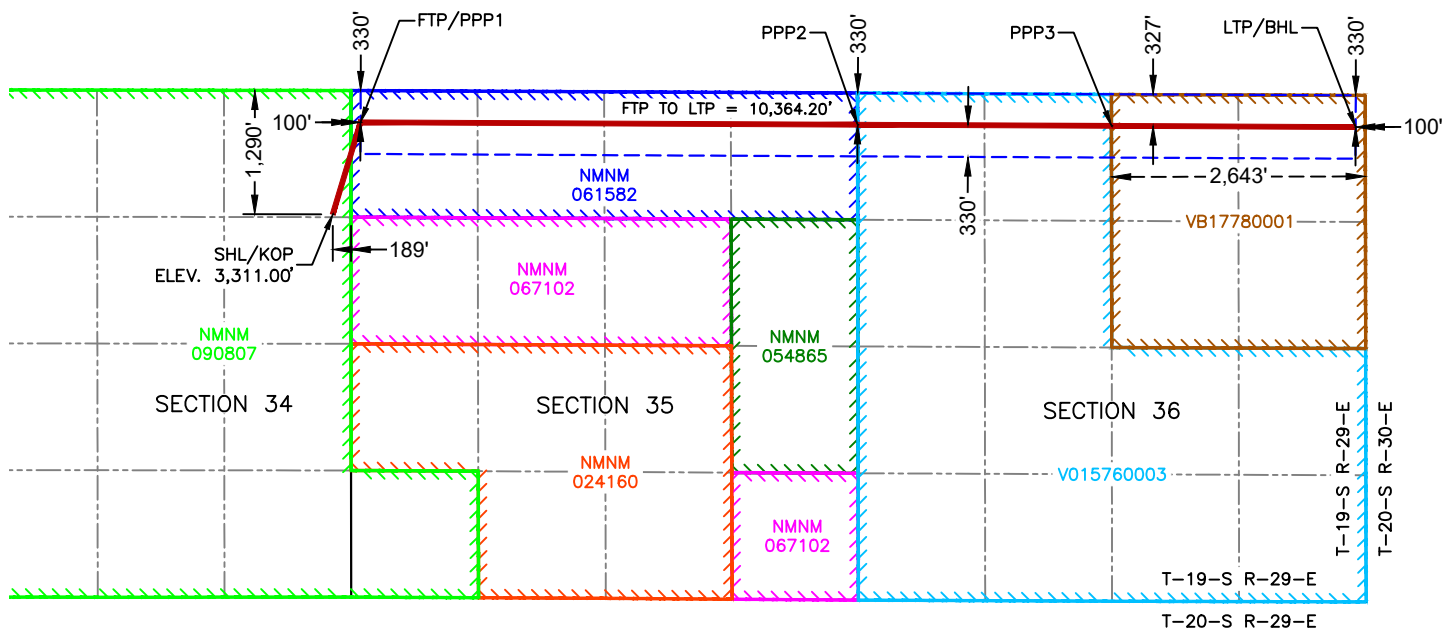 FTP/PPP1
330'
PPP2
330'
PPP3
327'
LTP/BHL
330'
FTP TO LTP = 10,364.20'
100'
100'
1,290'
NMNM
061582
2,643'
330'
VB17780001
SHL/KOP
ELEV. 3,311.00'
189'
NMNM
067102
NMNM
090807
NMNM
054865
SECTION 34
SECTION 35
SECTION 36
NMNM
024160
V015760003
NMNM
067102
T-19-S R-29-E
T-20-S R-30-E
T-19-S R-29-E
T-20-S R-29-E